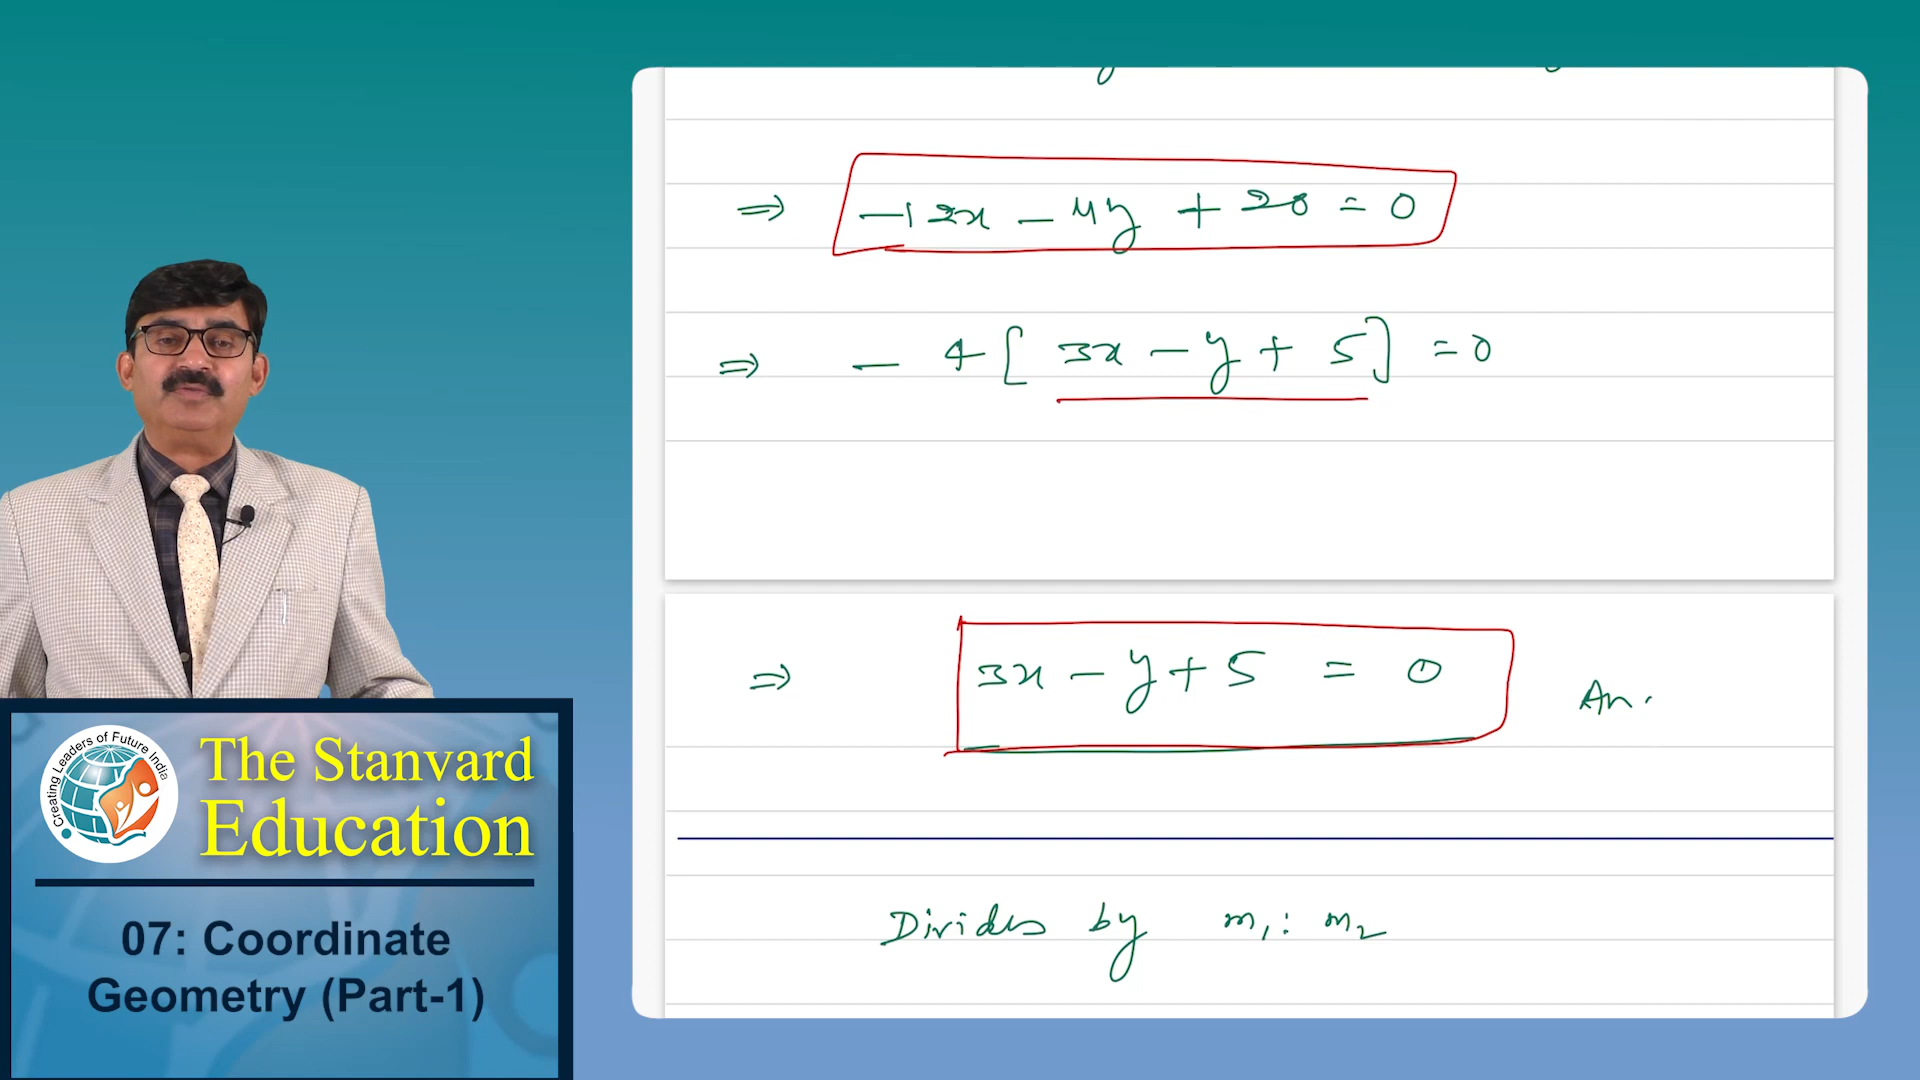 ⇒ -12x - 4y + 20 = 0
⇒ - 4 [ 3x - y + 5 ] = 0
⇒ 3x - y + 5 = 0 An.
Divides by m₁ : m₂
Creating Leaders of Future India
The Stanvard
Education
07: Coordinate
Geometry (Part-1)